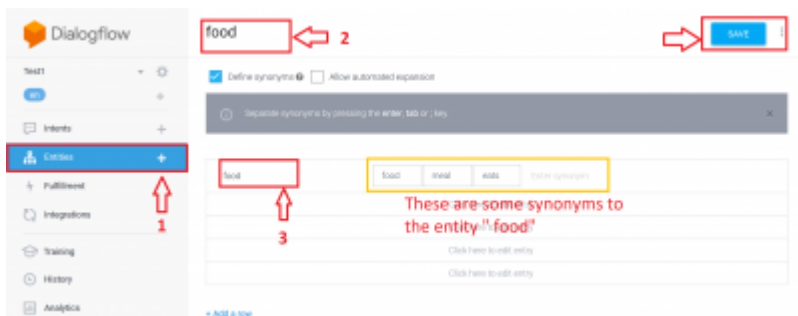 Dialogflow
food
2
SAVE
Test1
Define synonyms
Allow automated expansion
en
Separate synonyms by pressing the enter, tab or ; key
Intents
Entities
food
food
meal
eats
Enter synonym
Fulfillment
These are some synonyms to
the entity " food"
Integrations
1
3
Click here to edit entry
Training
Click here to edit entry
History
Analytics
+ Add a row